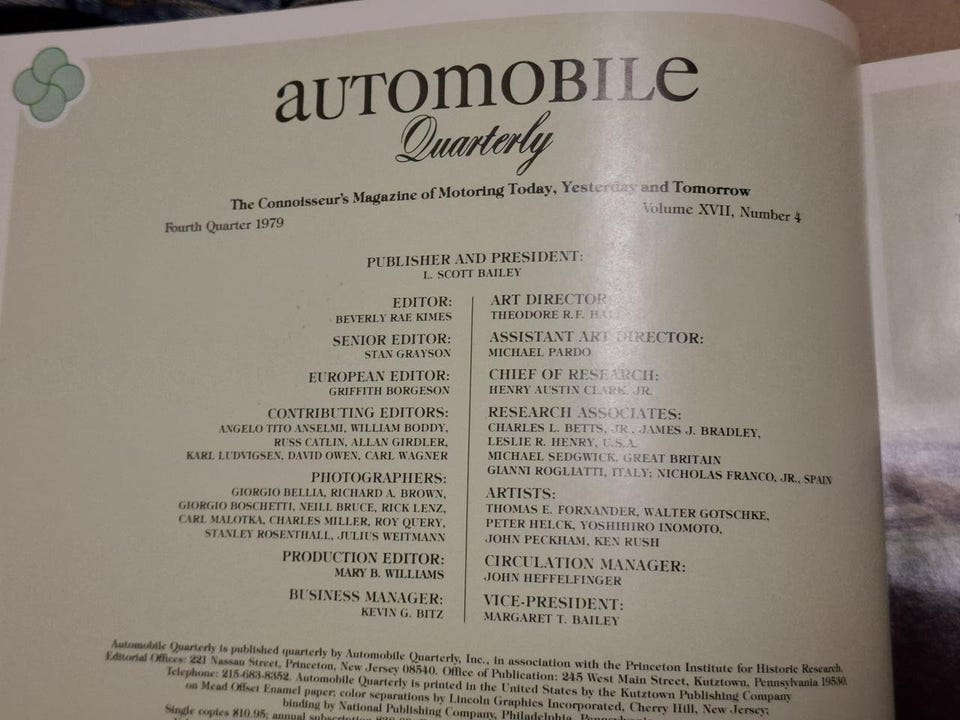 AUTOMOBILE
Quarterly
The Connoisseur's Magazine of Motoring Today, Yesterday and Tomorrow
Fourth Quarter 1979
Volume XVII, Number 4
PUBLISHER AND PRESIDENT:
L. SCOTT BAILEY
EDITOR:
BEVERLY RAE KIMES
SENIOR EDITOR:
STAN GRAYSON
EUROPEAN EDITOR:
GRIFFITH BORGESON
CONTRIBUTING EDITORS:
ANGELO TITO ANSELMI, WILLIAM BODDY,
RUSS CATLIN, ALLAN GIRDLER,
KARL LUDVIGSEN, DAVID OWEN, CARL WAGNER
PHOTOGRAPHERS:
GIORGIO BELLIA, RICHARD A. BROWN,
GIORGIO BOSCHETTI, NEILL BRUCE, RICK LENZ,
CARL MALOTKA, CHARLES MILLER, ROY QUERY,
STANLEY ROSENTHALL, JULIUS WEITMANN
PRODUCTION EDITOR:
MARY B. WILLIAMS
BUSINESS MANAGER:
KEVIN G. BITZ
ART DIRECTOR
THEODORE R.F.
ASSISTANT ART DIRECTOR:
MICHAEL PARDO
CHIEF OF RESEARCH:
HENRY AUSTIN CLARK, JR.
RESEARCH ASSOCIATES:
CHARLES L. BETTS, JR., JAMES J. BRADLEY,
LESLIE R. HENRY, U.S.A.
MICHAEL SEDGWICK, GREAT BRITAIN
GIANNI ROGLIATTI, ITALY; NICHOLAS FRANCO, JR., SPAIN
ARTISTS:
THOMAS E. FORNANDER, WALTER GOTSCHKE,
PETER HELCK, YOSHIHIRO INOMOTO,
JOHN PECKHAM, KEN RUSH
CIRCULATION MANAGER:
JOHN HEFFELFINGER
VICE-PRESIDENT:
MARGARET T. BAILEY
Automobile Quarterly is published quarterly by Automobile Quarterly, Inc., in association with the Princeton Institute for Historic Research.
Editorial Offices: 221 Nassau Street, Princeton, New Jersey 08540. Office of Publication: 245 West Main Street, Kutztown, Pennsylvania 19530.
Telephone: 215-683-8352. Automobile Quarterly is printed in the United States by the Kutztown Publishing Company
on Mead Offset Enamel paper; color separations by Lincoln Graphics Incorporated, Cherry Hill, New Jersey;
binding by National Publishing Company, Philadelphia, Pennsylvania
Single copies $10.95; annual subscription